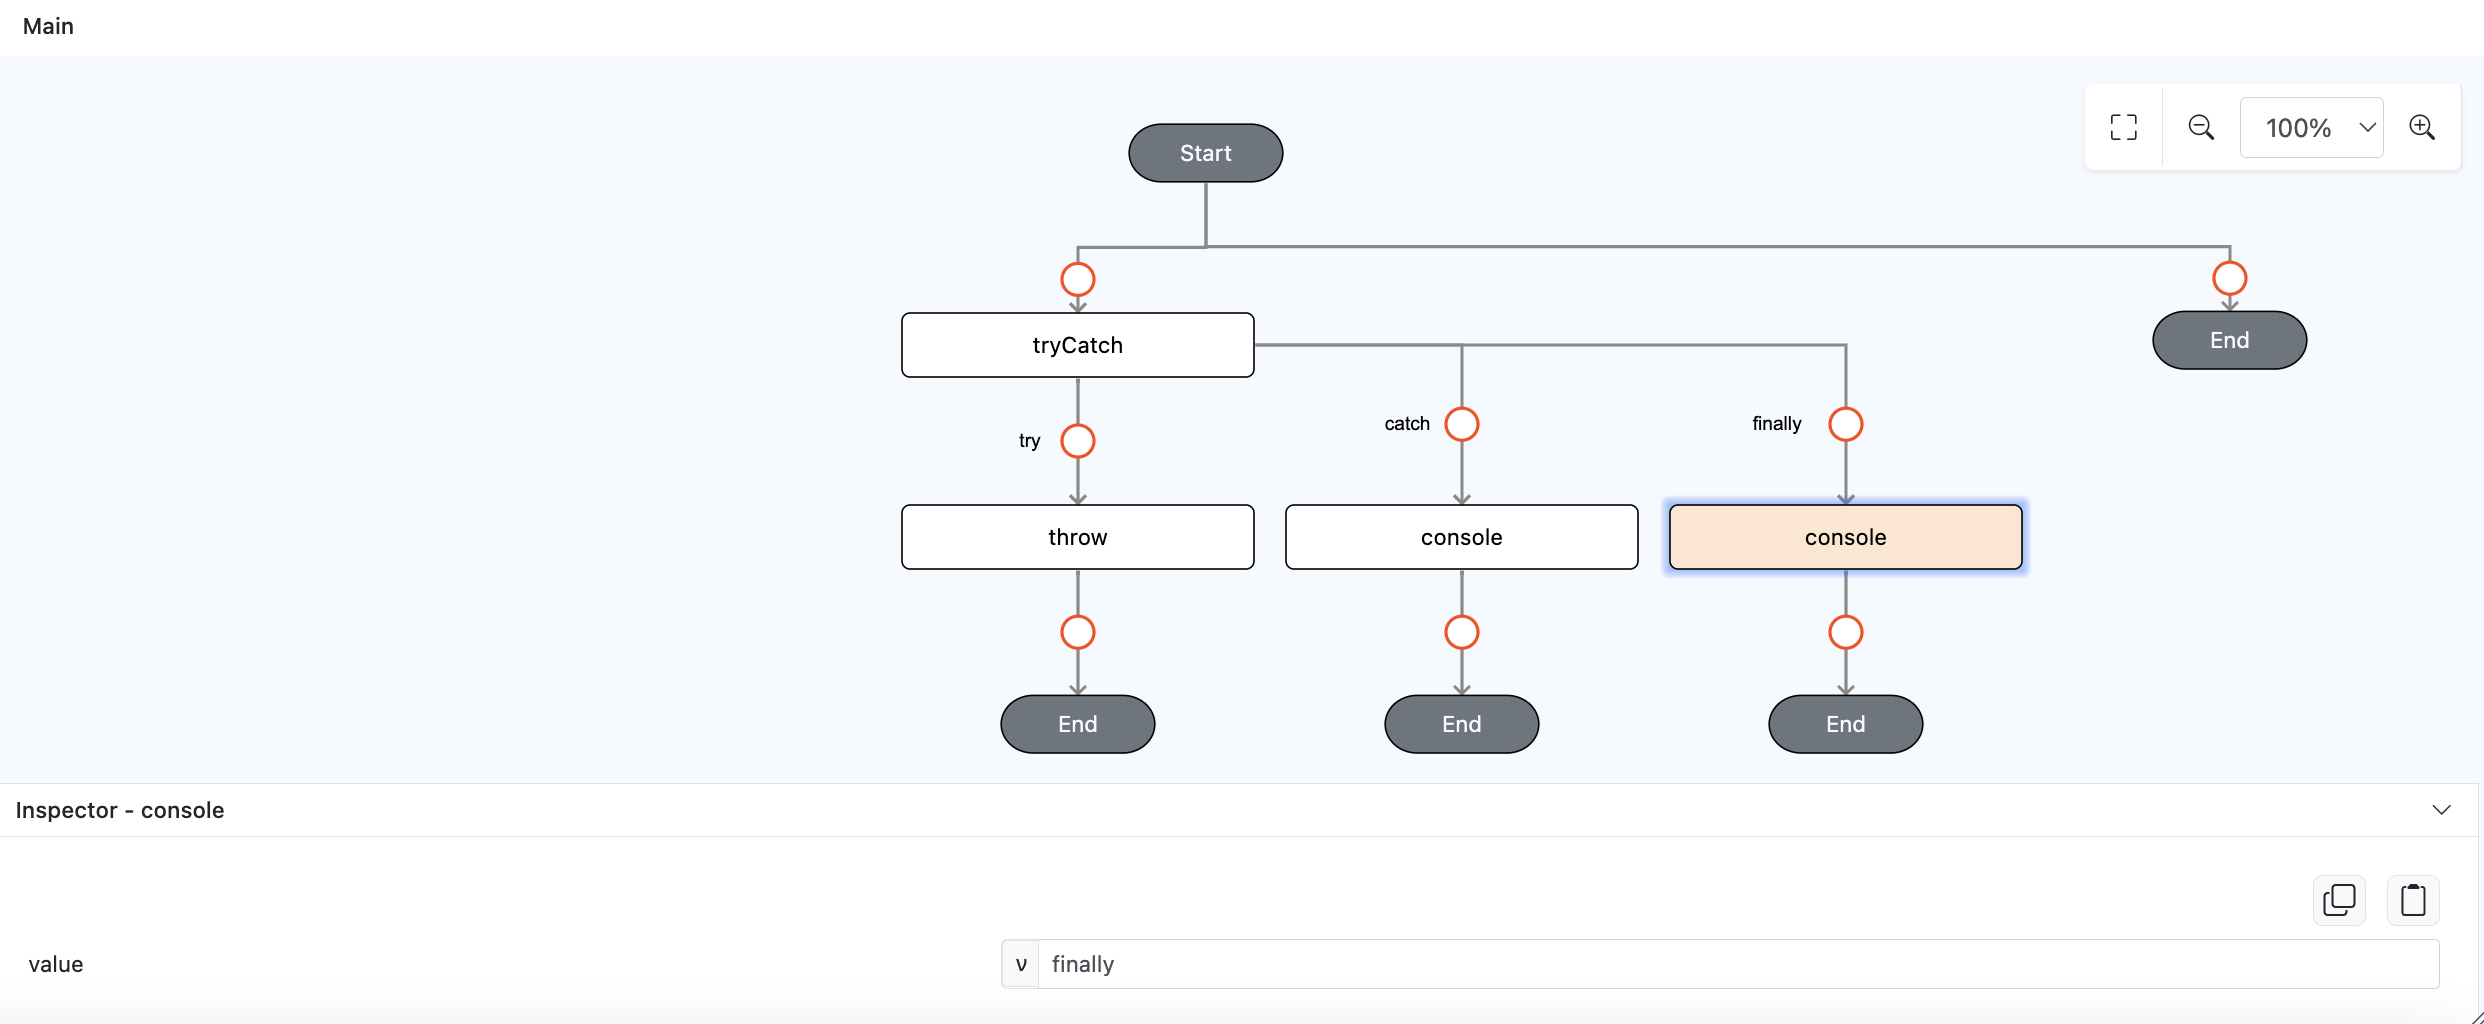 Main
Start
100%
tryCatch
End
try
catch
finally
throw
console
console
End
End
End
Inspector - console
value
v
finally